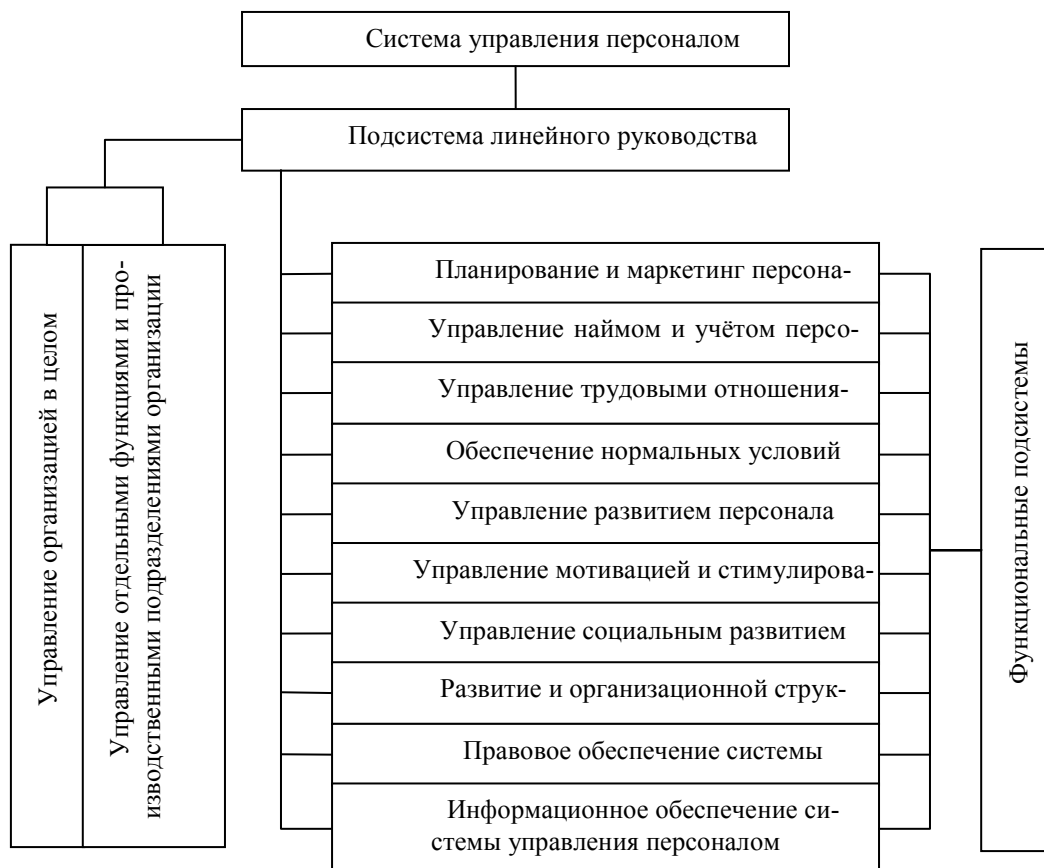 Система управления персоналом
Подсистема линейного руководства
Управление организацией в целом
Управление отдельными функциями и про-
изводственными подразделениями организации
Планирование и маркетинг персона-
Управление наймом и учётом персо-
Управление трудовыми отношения-
Обеспечение нормальных условий
Управление развитием персонала
Управление мотивацией и стимулирова-
Управление социальным развитием
Развитие и организационной струк-
Правовое обеспечение системы
Информационное обеспечение си-
стемы управления персоналом
Функциональные подсистемы